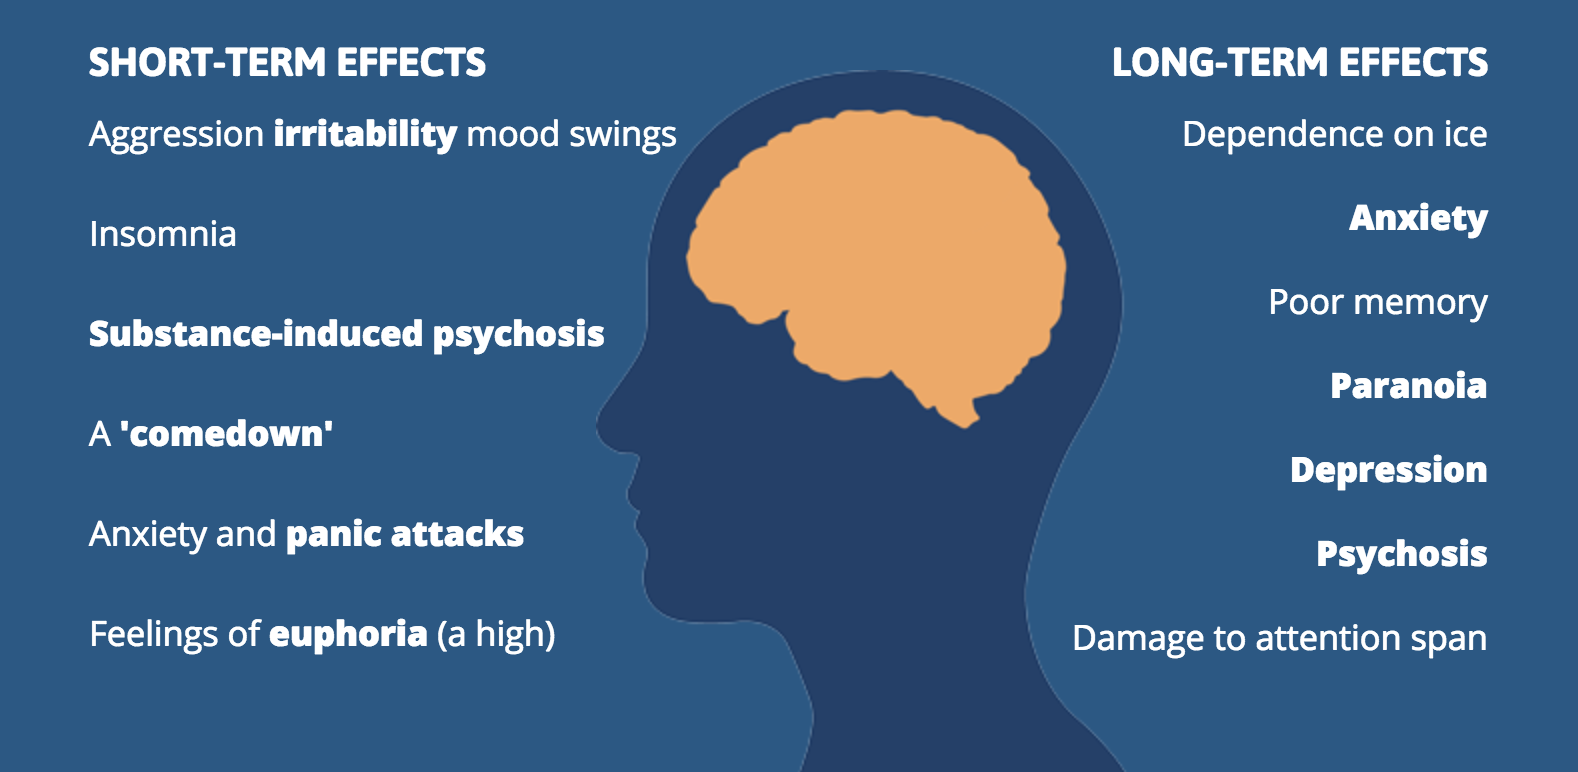 SHORT-TERM EFFECTS
Aggression irritability mood swings
Insomnia
Substance-induced psychosis
A 'comedown'
Anxiety and panic attacks
Feelings of euphoria (a high)
LONG-TERM EFFECTS
Dependence on ice
Anxiety
Poor memory
Paranoia
Depression
Psychosis
Damage to attention span